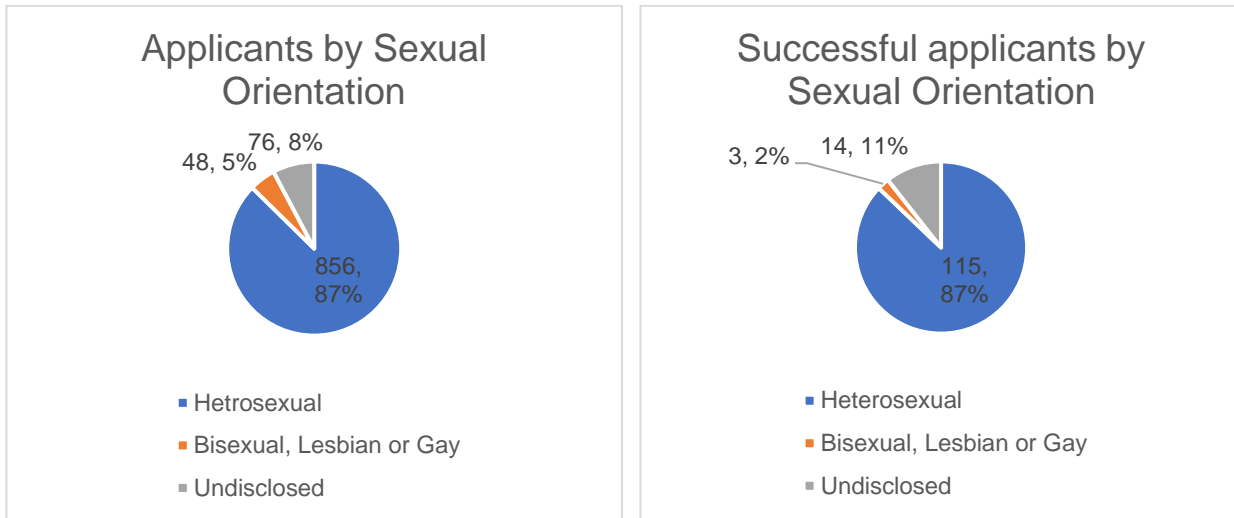 Applicants by Sexual
Orientation
76, 8%
48, 5%
856,
87%
Hetrosexual
Bisexual, Lesbian or Gay
Undisclosed
Successful applicants by
Sexual Orientation
14, 11%
3, 2%
115,
87%
Heterosexual
Bisexual, Lesbian or Gay
Undisclosed